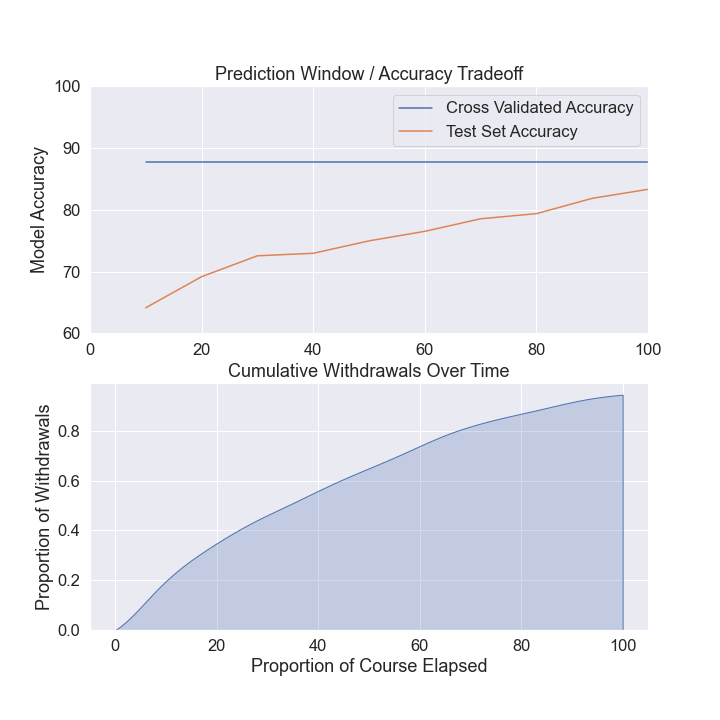 Prediction Window / Accuracy Tradeoff
100
90
80
70
60
Model Accuracy
Cross Validated Accuracy
Test Set Accuracy
0 20 40 60 80 100
Cumulative Withdrawals Over Time
0.8
0.6
0.4
0.2
0.0
Proportion of Withdrawals
0 20 40 60 80 100
Proportion of Course Elapsed